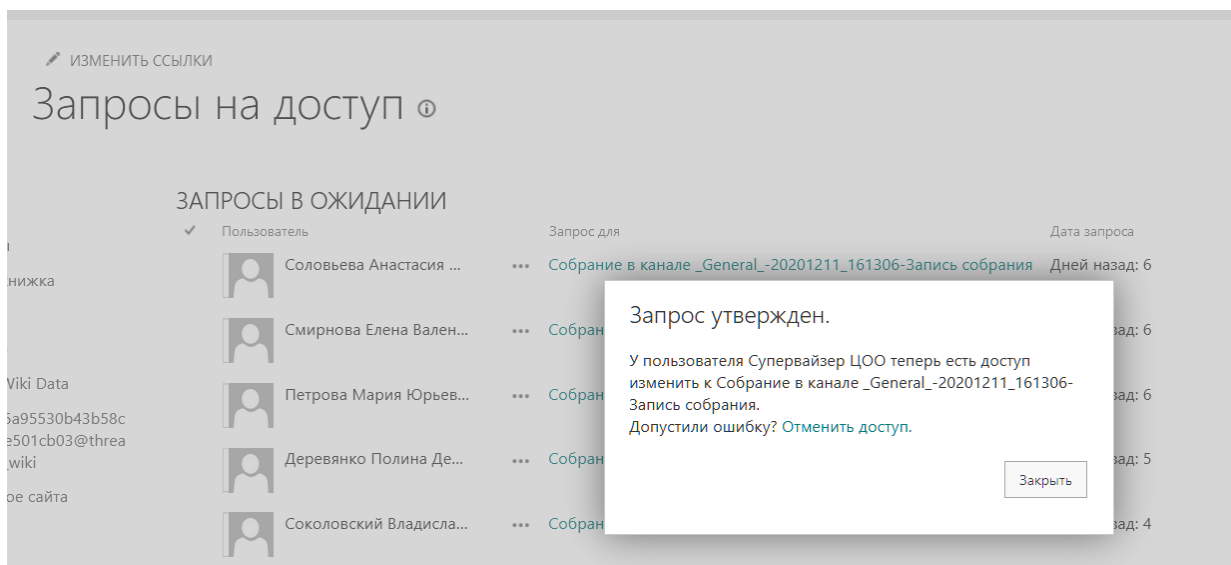 ИЗМЕНИТЬ ССЫЛКИ
Запросы на доступ
ЗАПРОСЫ В ОЖИДАНИИ
Пользователь Запрос для Дата запроса
Соловьева Анастасия ... Собрание в канале _General_-20201211_161306-Запись собрания Дней назад: 6
Смирнова Елена Вален... Собран зад: 6
Петрова Мария Юрьев... Собран зад: 6
Деревянко Полина Де... Собран зад: 5
Соколовский Владисла... Собран зад: 4
нижка
Wiki Data
5a95530b43b58c
e501cb03@threa
_wiki
ое сайта
Запрос утвержден.
У пользователя Супервайзер ЦОО теперь есть доступ
изменить к Собрание в канале _General_-20201211_161306-
Запись собрания.
Допустили ошибку? Отменить доступ.
Закрыть